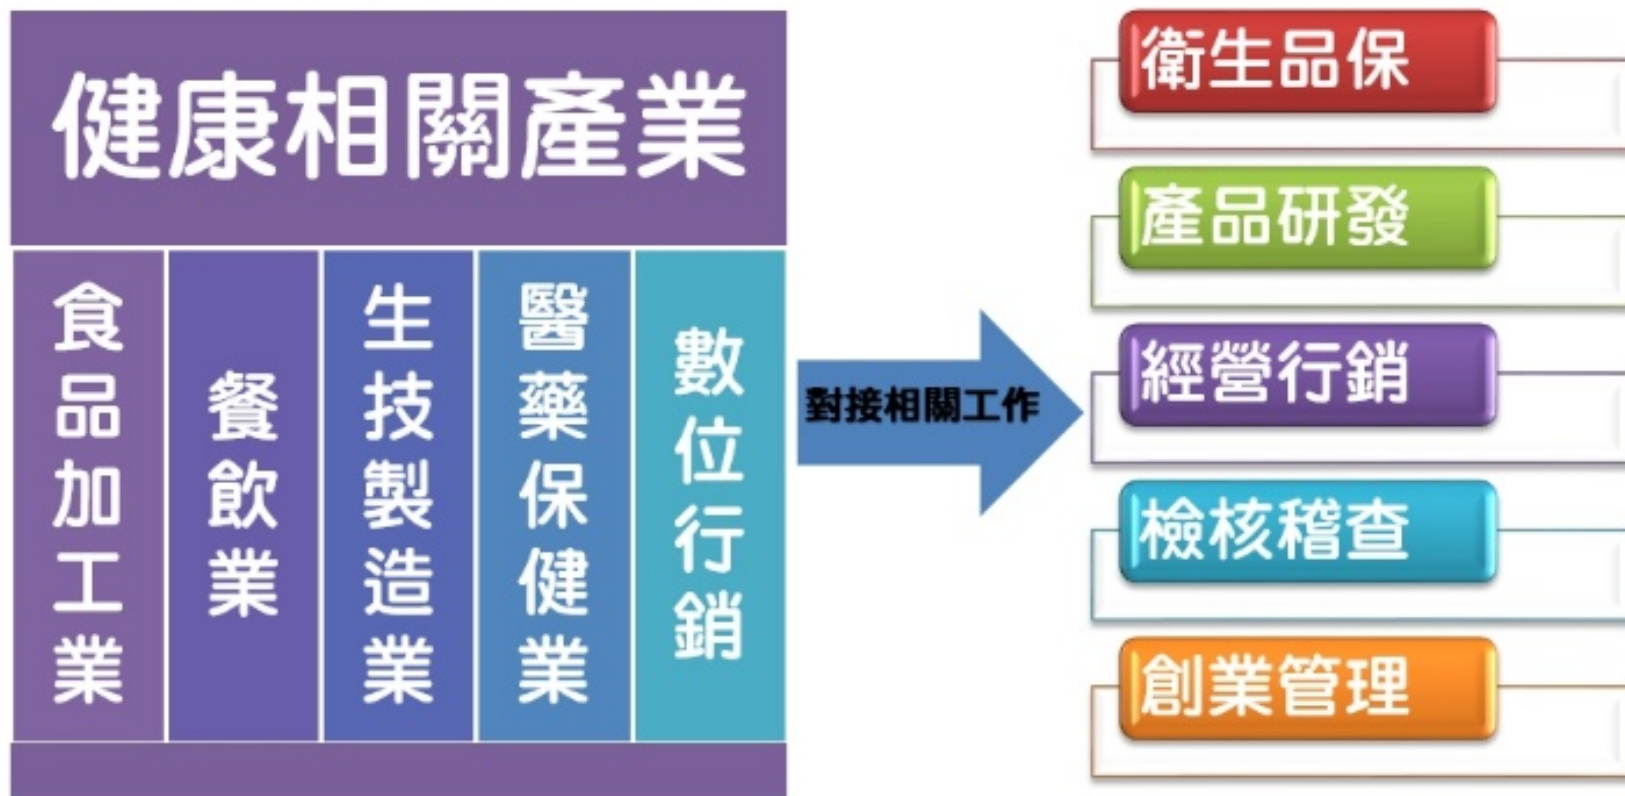 健康相關產業
食品加工業
餐飲業
生技製造業
醫藥保健業
數位行銷
對接相關工作
衛生品保
產品研發
經營行銷
檢核稽查
創業管理